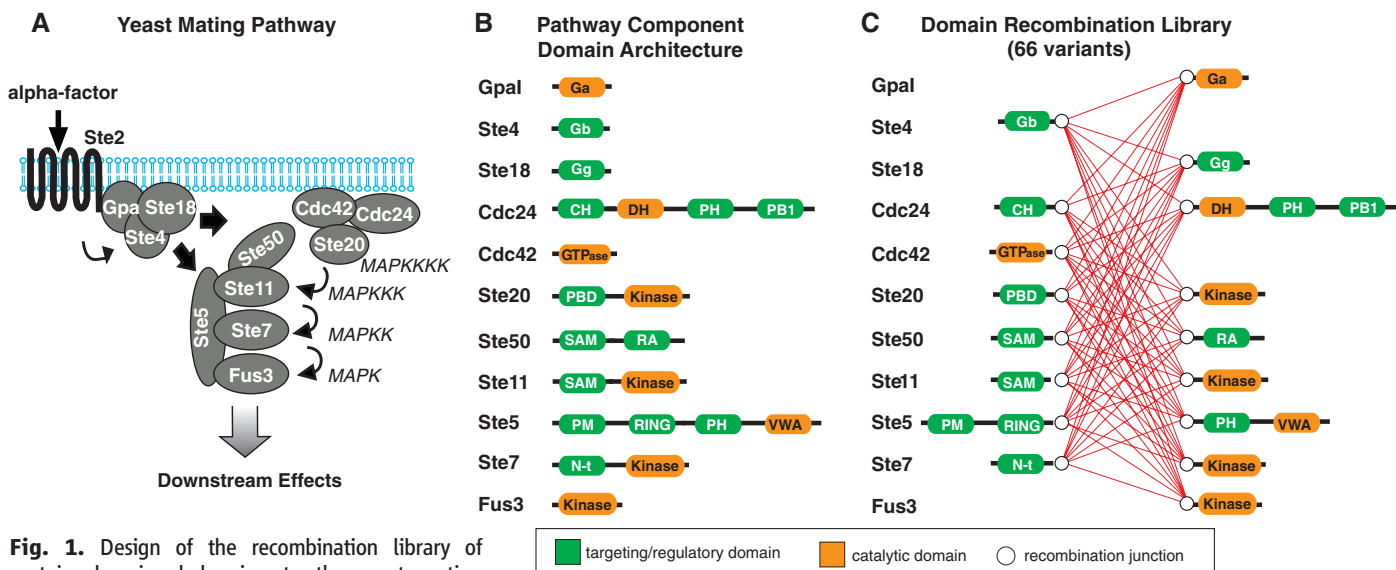 A Yeast Mating Pathway
alpha-factor
Ste2
Gpa Ste18
Ste4
Cdc42 Cdc24
Ste20
Ste50
MAPKKKK
Ste11
MAPKKK
Ste5
Ste7
MAPKK
Fus3
MAPK
Downstream Effects
B Pathway Component
Domain Architecture
GpaI Ga
Ste4 Gb
Ste18 Gg
Cdc24 CH DH PH PB1
Cdc42 GTPase
Ste20 PBD Kinase
Ste50 SAM RA
Ste11 SAM Kinase
Ste5 PM RING PH VWA
Ste7 N-t Kinase
Fus3 Kinase
C Domain Recombination Library
(66 variants)
GpaI Ga
Ste4 Gb
Ste18 Gg
Cdc24 CH DH PH PB1
Cdc42 GTPase
Ste20 PBD Kinase
Ste50 SAM RA
Ste11 SAM Kinase
Ste5 PM RING PH VWA
Ste7 N-t Kinase
Fus3 Kinase
targeting/regulatory domain catalytic domain recombination junction
Fig. 1. Design of the recombination library of